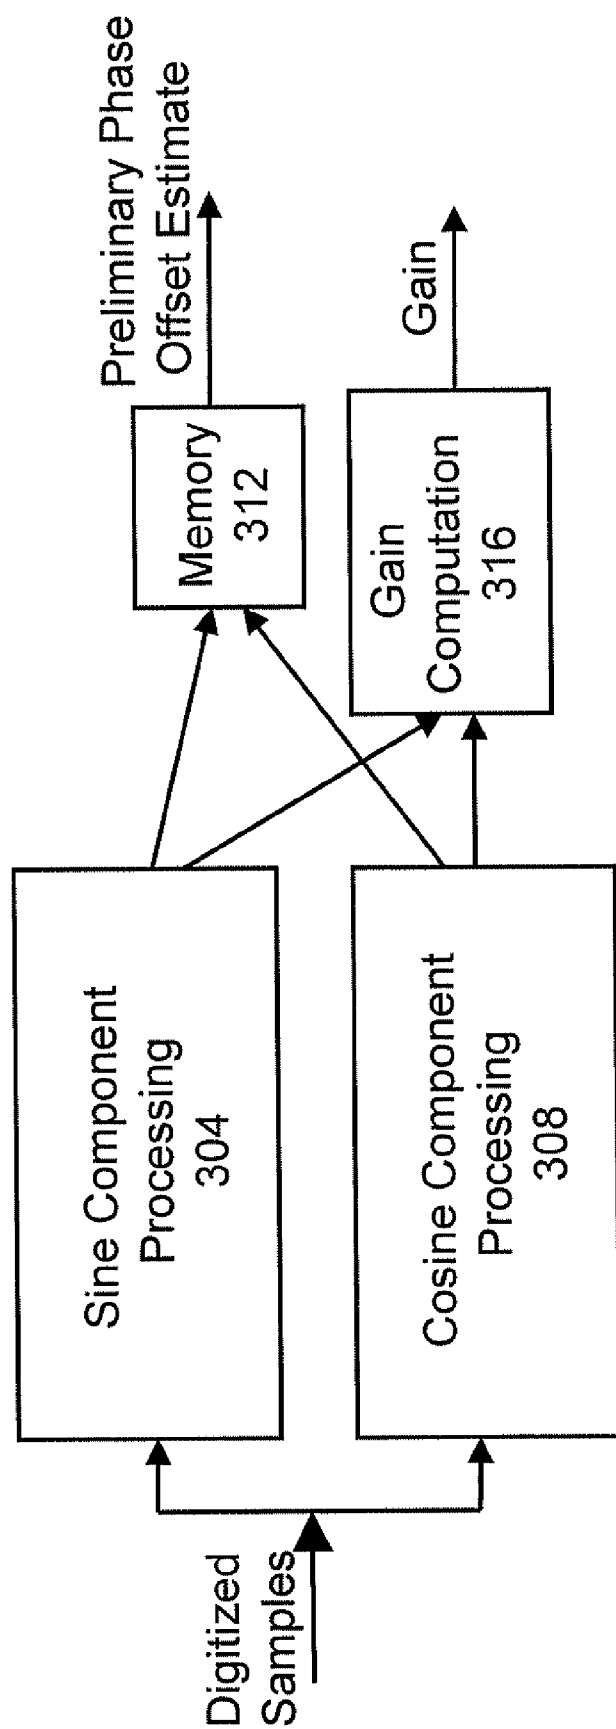 Digitized
Samples
Sine Component
Processing
304
Cosine Component
Processing
308
Memory
312
Gain
Computation
316
Preliminary Phase
Offset Estimate
Gain